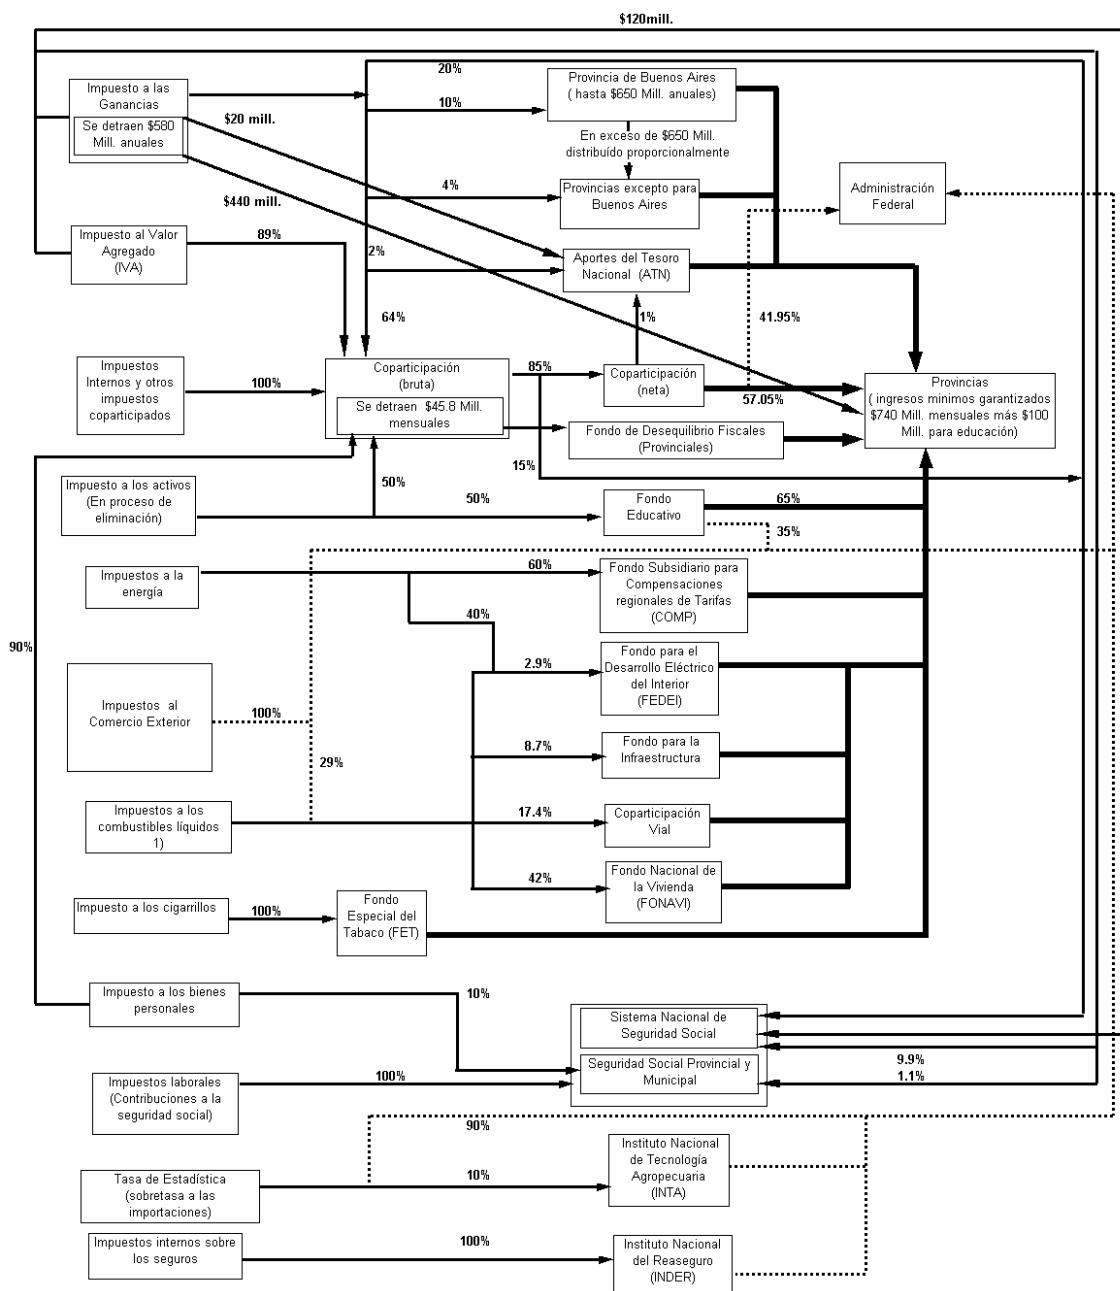 $120mill.
20%
Impuesto a las
Ganancias
Se detraen $580
Mill. anuales
$20 mill.
$440 mill.
10%
Provincia de Buenos Aires
( hasta $650 Mill. anuales)
En exceso de $650 Mill.
distribuído proporcionalmente
4%
Provincias excepto para
Buenos Aires
Administración
Federal
Impuesto al Valor
Agregado
(IVA)
89%
2%
Aportes del Tesoro
Nacional (ATN)
64%
1%
41.95%
Impuestos
Internos y otros
impuestos
coparticipados
100%
Coparticipación
(bruta)
Se detraen $45.8 Mill.
mensuales
85%
Coparticipación
(neta)
57.05%
Provincias
( ingresos minimos garantizados
$740 Mill. mensuales más $100
Mill. para educación)
Fondo de Desequilibrio Fiscales
(Provinciales)
15%
Impuesto a los activos
(En proceso de
eliminación)
50%
50%
Fondo
Educativo
65%
35%
Impuestos a la
energía
60%
Fondo Subsidiario para
Compensaciones
regionales de Tarifas
(COMP)
40%
90%
2.9%
Fondo para el
Desarrollo Eléctrico
del Interior
(FEDEI)
Impuestos al
Comercio Exterior
100%
29%
8.7%
Fondo para la
Infraestructura
Impuestos a los
combustibles líquidos
1)
17.4%
Coparticipación
Vial
42%
Fondo Nacional de
la Vivienda
(FONAVI)
Impuesto a los cigarrillos
100%
Fondo
Especial del
Tabaco (FET)
Impuesto a los bienes
personales
10%
Sistema Nacional de
Seguridad Social
Seguridad Social Provincial y
Municipal
9.9%
1.1%
Impuestos laborales
(Contribuciones a la
seguridad social)
100%
90%
Tasa de Estadística
(sobretasa a las
importaciones)
10%
Instituto Nacional
de Tecnología
Agropecuaria
(INTA)
Impuestos internos sobre
los seguros
100%
Instituto Nacional
del Reaseguro
(INDER)